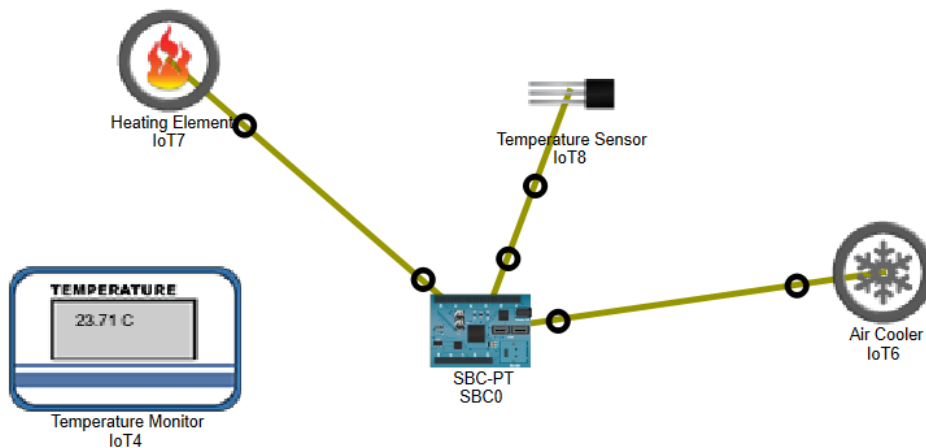 Heating Element
IoT7
Temperature Sensor
IoT8
TEMPERATURE
23.71 C
Temperature Monitor
IoT4
SBC-PT
SBC0
Air Cooler
IoT6